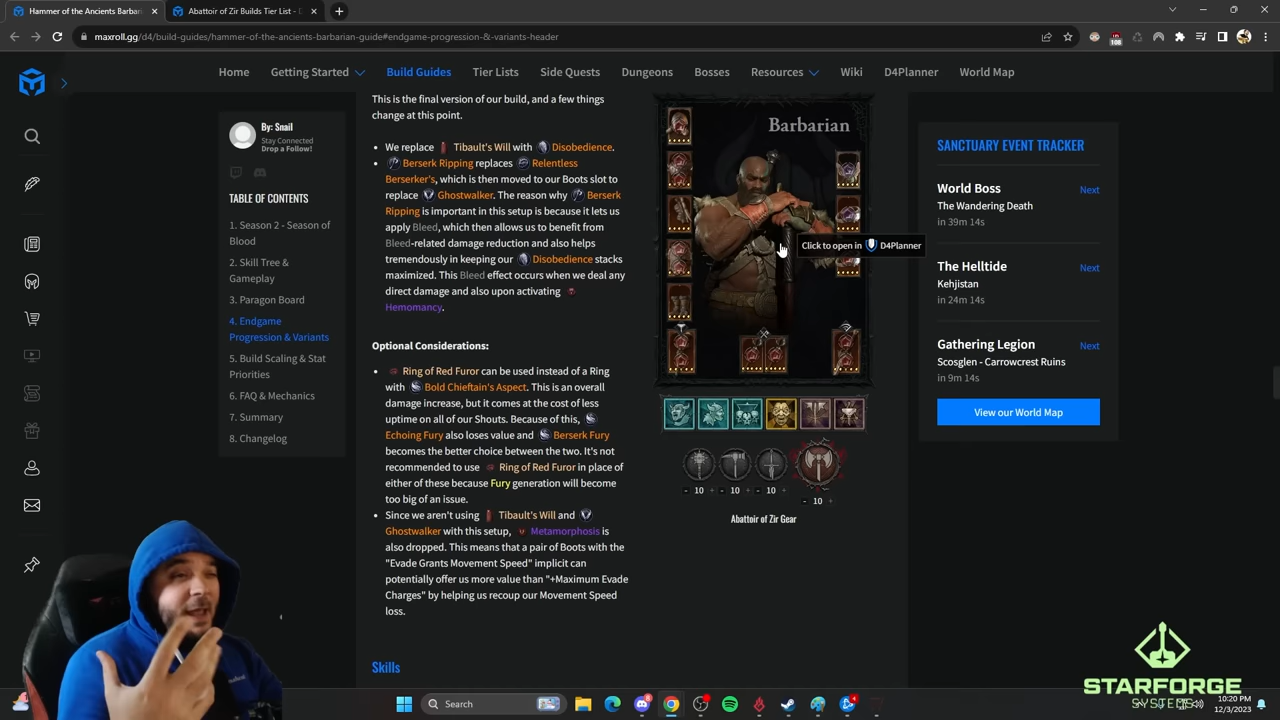 Hammer of the Ancients Barbar
Abattoir of Zir Builds Tier List - D
maxroll.gg/d4/build-guides/hammer-of-the-ancients-barbarian-guide#endgame-progression-&-variants-header
108
Home
Getting Started
Build Guides
Tier Lists
Side Quests
Dungeons
Bosses
Resources
Wiki
D4Planner
World Map
By: Snail
Stay Connected
Drop a Follow!
TABLE OF CONTENTS
1. Season 2 - Season of
Blood
2. Skill Tree &
Gameplay
3. Paragon Board
4. Endgame
Progression & Variants
5. Build Scaling & Stat
Priorities
6. FAQ & Mechanics
7. Summary
8. Changelog
This is the final version of our build, and a few things
change at this point.
• We replace Tibault's Will with Disobedience.
• Berserk Ripping replaces Relentless
Berserker's, which is then moved to our Boots slot to
replace Ghostwalker. The reason why Berserk
Ripping is important in this setup is because it lets us
apply Bleed, which then allows us to benefit from
Bleed-related damage reduction and also helps
tremendously in keeping our Disobedience stacks
maximized. This Bleed effect occurs when we deal any
direct damage and also upon activating
Hemomancy.
Optional Considerations:
• Ring of Red Furor can be used instead of a Ring
with Bold Chieftain's Aspect. This is an overall
damage increase, but it comes at the cost of less
uptime on all of our Shouts. Because of this,
Echoing Fury also loses value and Berserk Fury
becomes the better choice between the two. It's not
recommended to use Ring of Red Furor in place of
either of these because Fury generation will become
too big of an issue.
• Since we aren't using Tibault's Will and
Ghostwalker with this setup, Metamorphosis is
also dropped. This means that a pair of Boots with the
"Evade Grants Movement Speed" implicit can
potentially offer us more value than "+Maximum Evade
Charges" by helping us recoup our Movement Speed
loss.
Skills
Barbarian
Click to open in D4Planner
- 10 + - 10 + - 10 +
- 10 +
Abattoir of Zir Gear
SANCTUARY EVENT TRACKER
World Boss
Next
The Wandering Death
in 39m 14s
The Helltide
Next
Kehjistan
in 24m 14s
Gathering Legion
Next
Scosglen - Carrowcrest Ruins
in 9m 14s
View our World Map
STARFORGE
SYSTEMS
Search
10:20 PM
12/3/2023